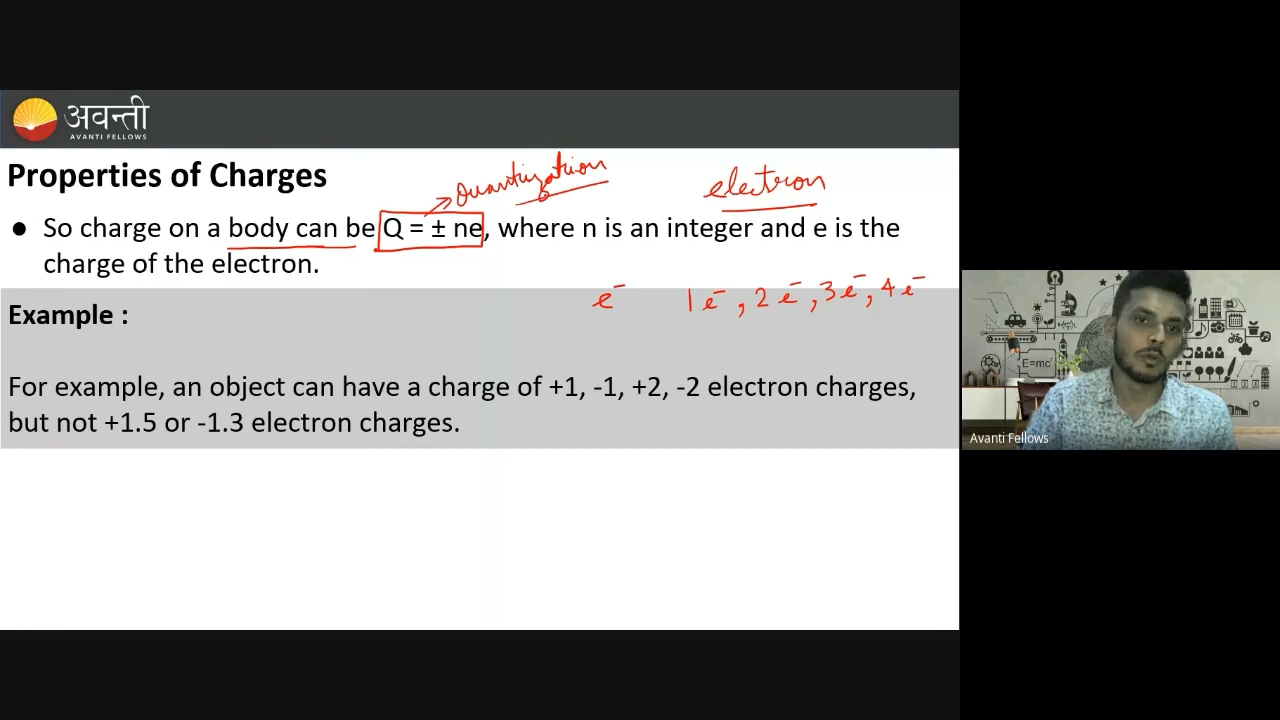 अवन्ती
AVANTI FELLOWS
Properties of Charges
Quantization
electron
● So charge on a body can be Q = ± ne, where n is an integer and e is the
charge of the electron.
e⁻ 1e⁻, 2e⁻, 3e⁻, 4e⁻
Example :
For example, an object can have a charge of +1, -1, +2, -2 electron charges,
but not +1.5 or -1.3 electron charges.
E=mc²
Avanti Fellows